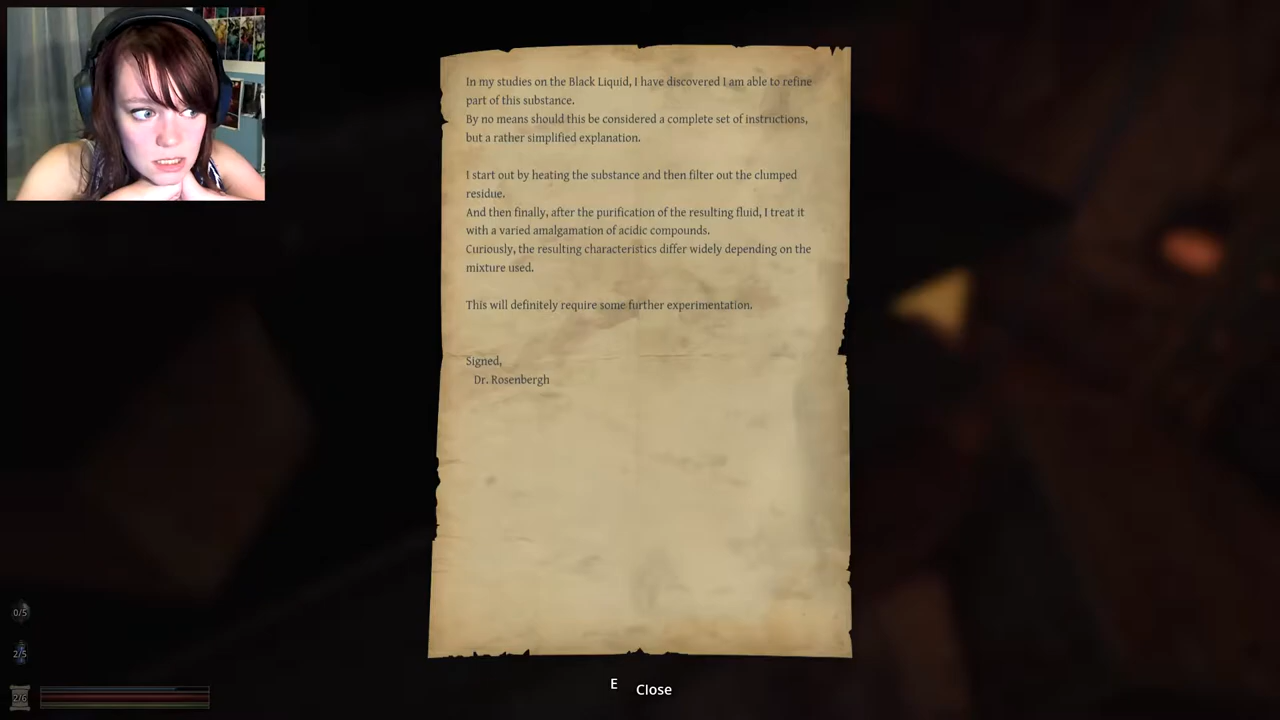 In my studies on the Black Liquid, I have discovered I am able to refine
part of this substance.
By no means should this be considered a complete set of instructions,
but a rather simplified explanation.
I start out by heating the substance and then filter out the clumped
residue.
And then finally, after the purification of the resulting fluid, I treat it
with a varied amalgamation of acidic compounds.
Curiously, the resulting characteristics differ widely depending on the
mixture used.
This will definitely require some further experimentation.
Signed,
Dr. Rosenbergh
0/5
2/5
2/6
E Close